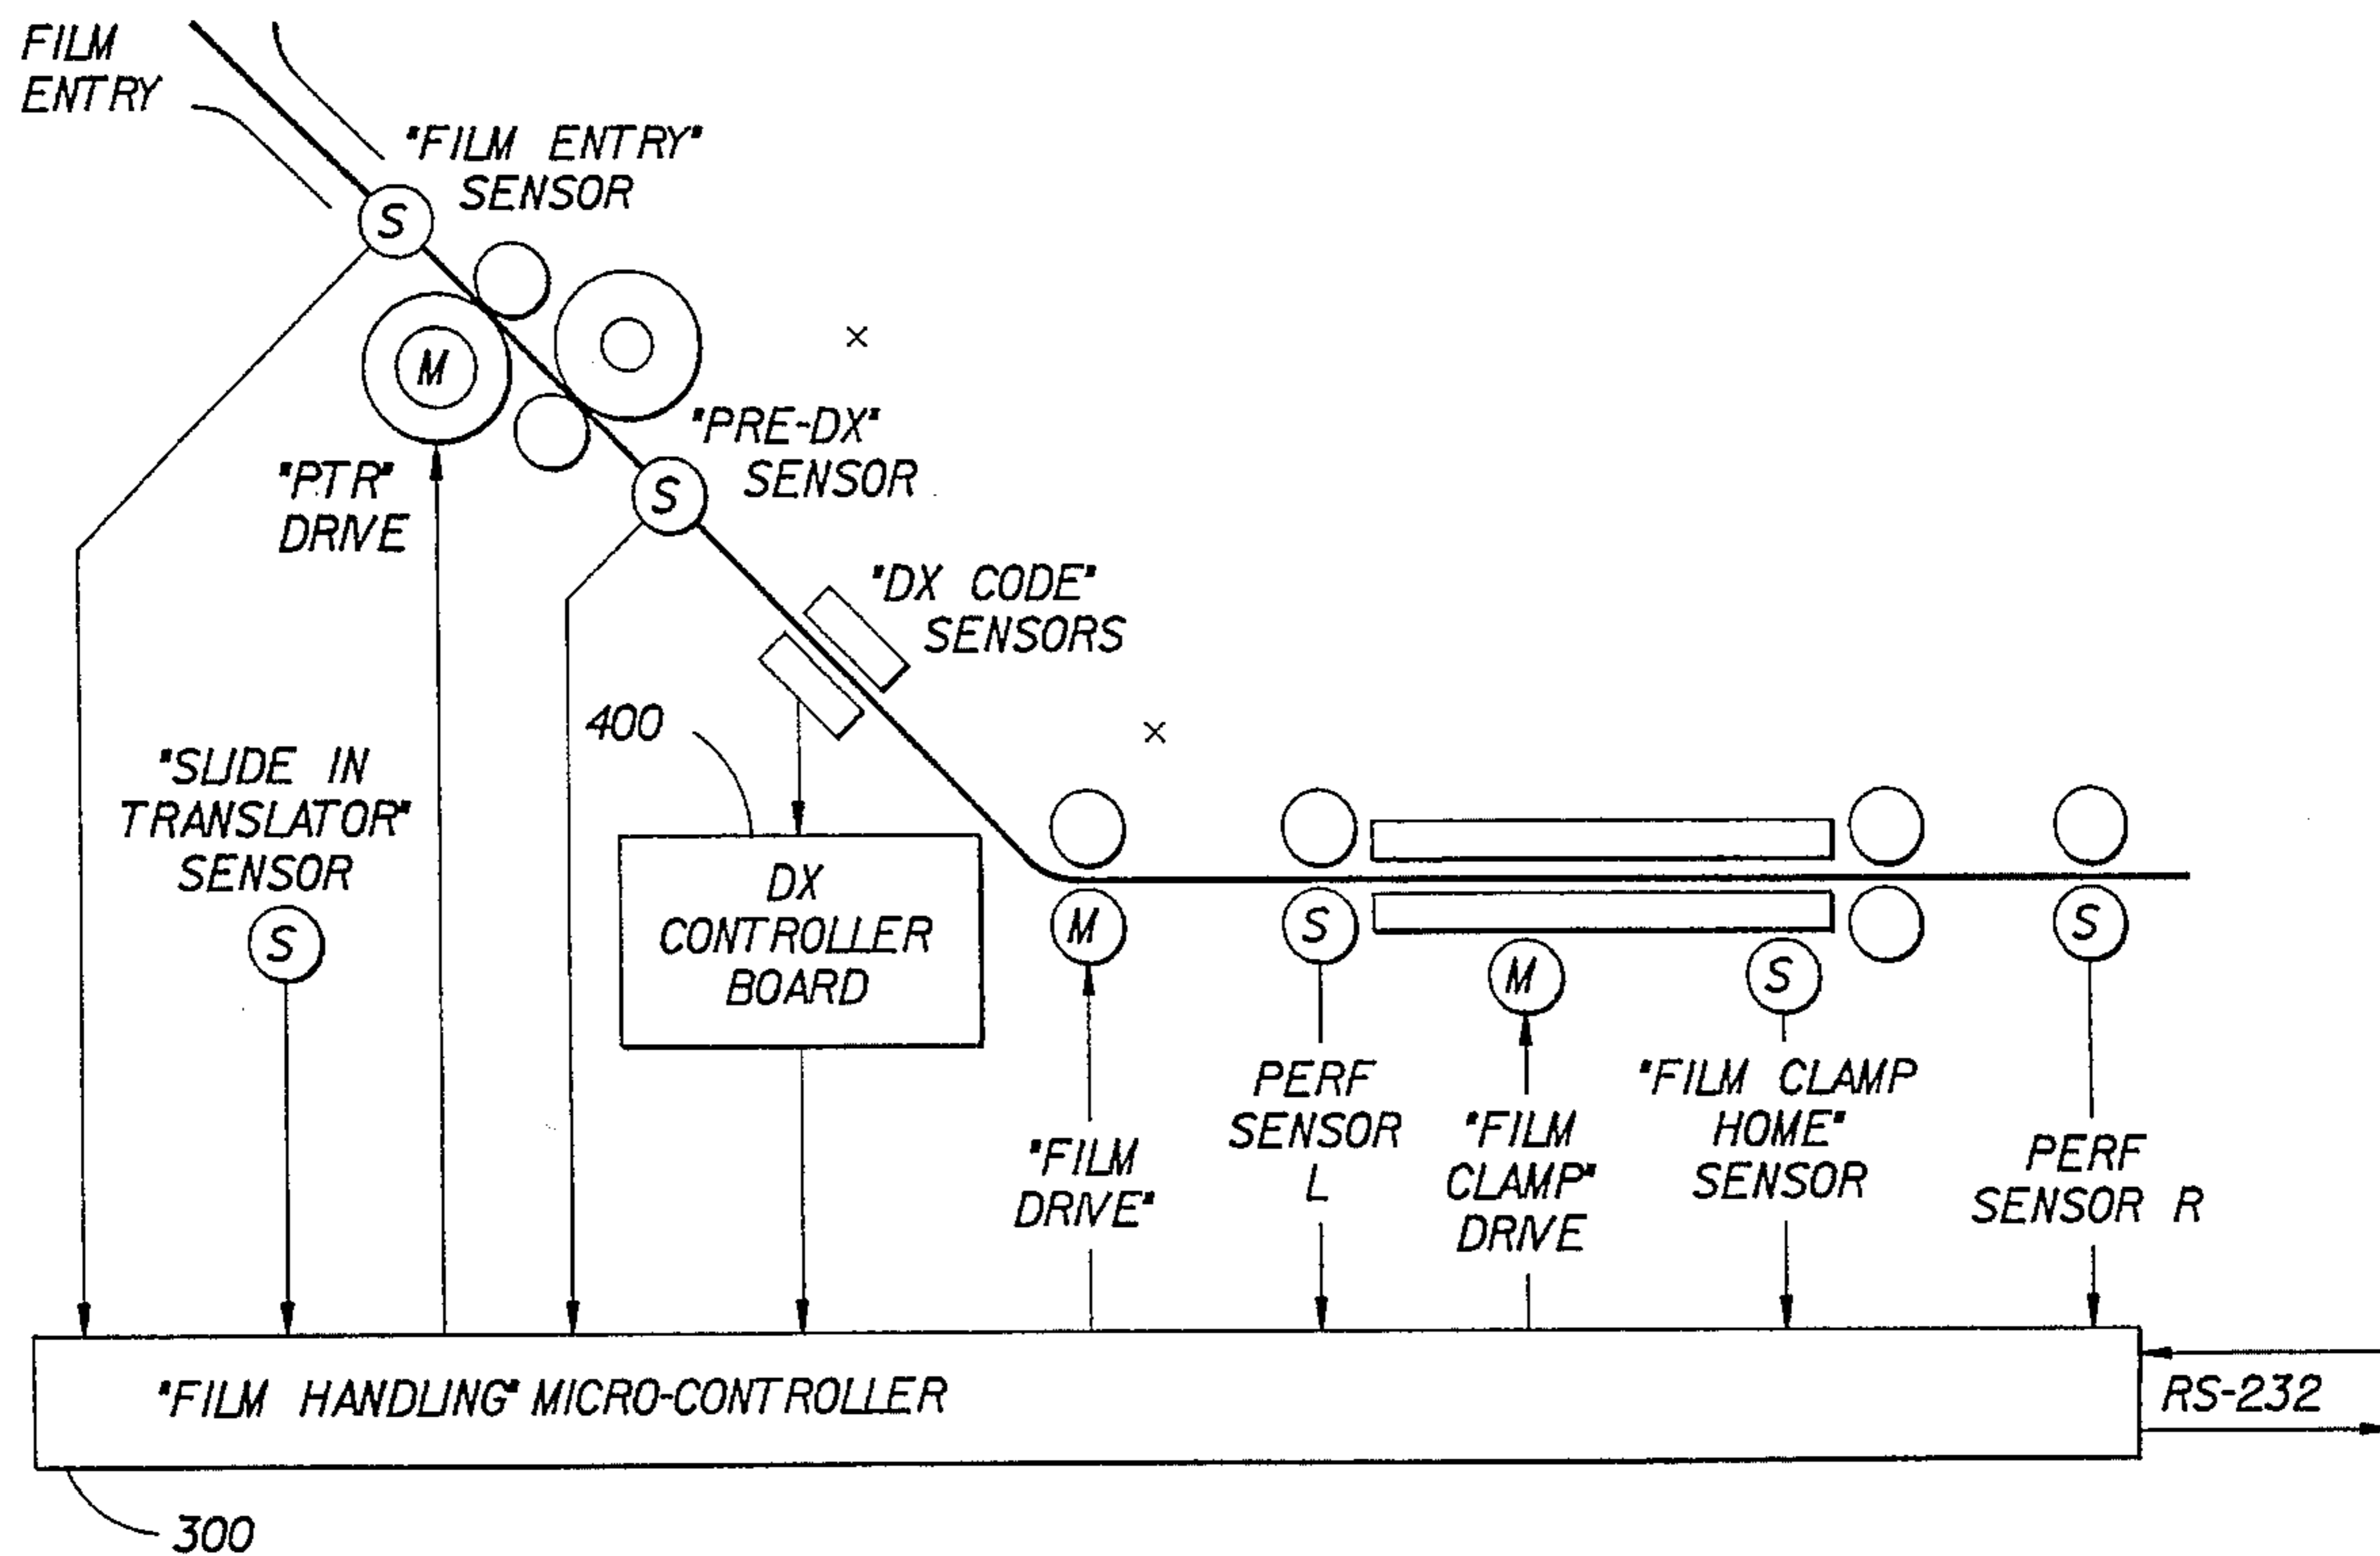 FILM
ENTRY
"FILM ENTRY"
SENSOR
S
M
"PTR"
DRIVE
"PRE-DX"
SENSOR
S
"DX CODE"
SENSORS
400
"SLIDE IN
TRANSLATOR"
SENSOR
S
DX
CONTROLLER
BOARD
M
"FILM
DRIVE"
S
PERF
SENSOR
L
M
"FILM
CLAMP"
DRIVE
S
"FILM CLAMP
HOME"
SENSOR
S
PERF
SENSOR R
"FILM HANDLING" MICRO-CONTROLLER
RS-232
300